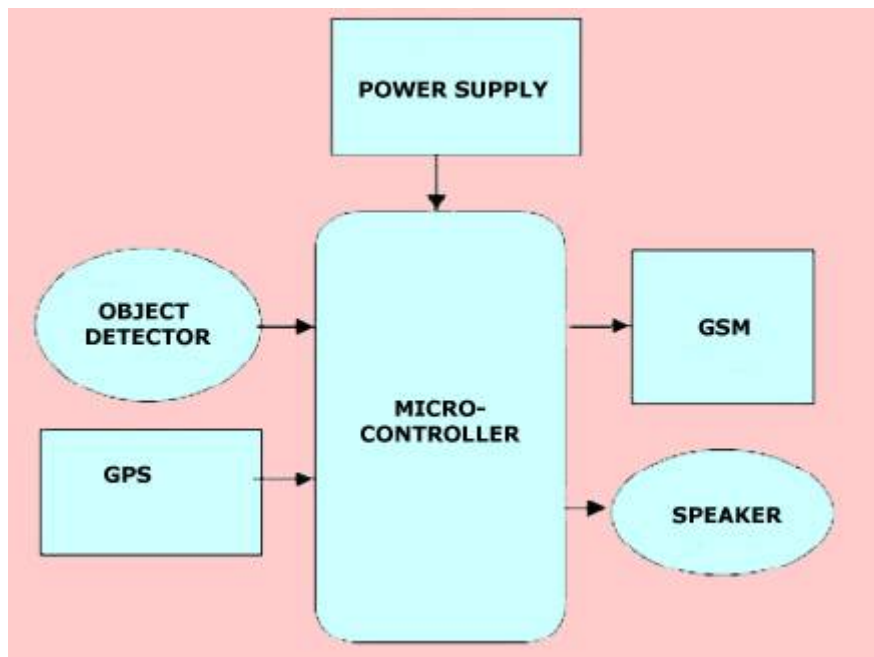 POWER SUPPLY
OBJECT
DETECTOR
GSM
MICRO-
CONTROLLER
GPS
SPEAKER